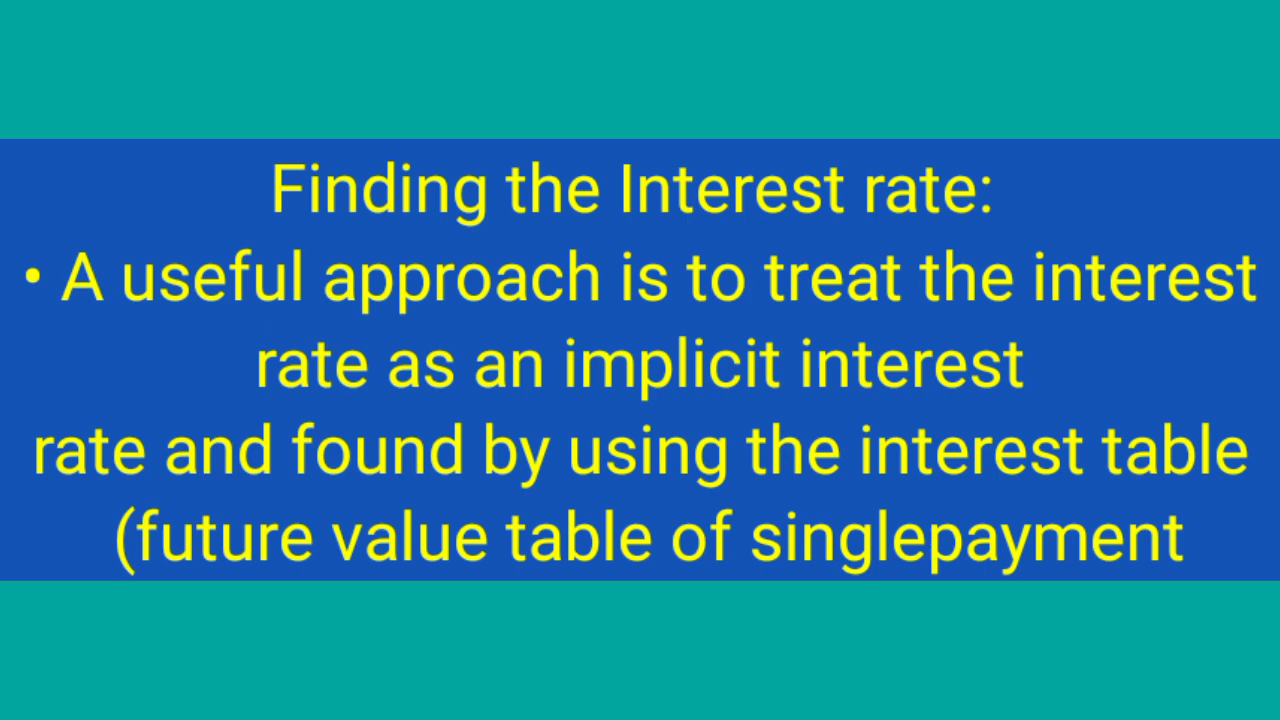 Finding the Interest rate:
• A useful approach is to treat the interest
rate as an implicit interest
rate and found by using the interest table
(future value table of singlepayment